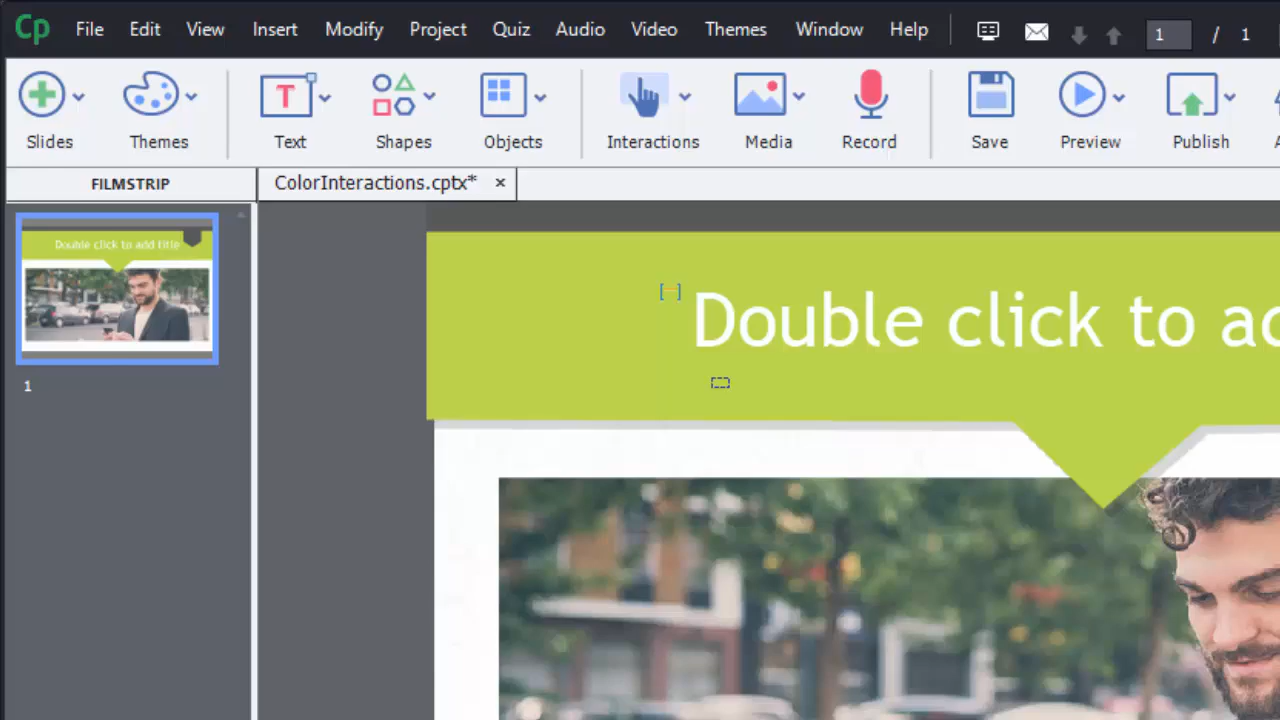 Cp File Edit View Insert Modify Project Quiz Audio Video Themes Window Help 1 / 1
Slides Themes Text Shapes Objects Interactions Media Record Save Preview Publish
FILMSTRIP ColorInteractions.cptx* ×
Double click to add title
1
Double click to ad